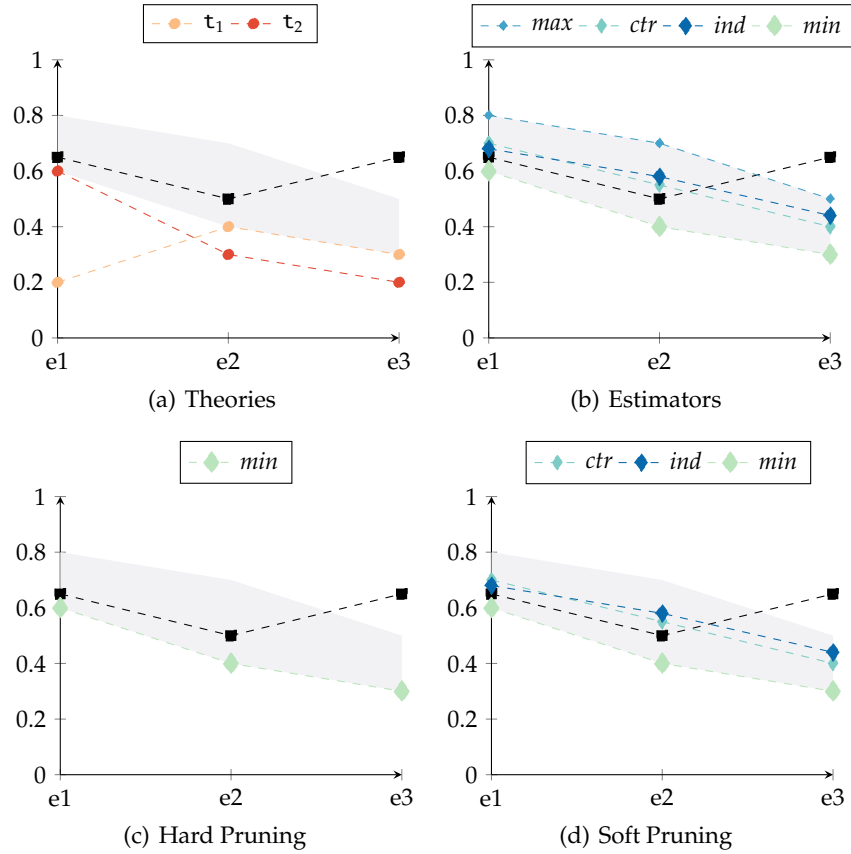 t₁ t₂
1
0.8
0.6
0.4
0.2
0
e1 e2 e3
(a) Theories
max ctr ind min
1
0.8
0.6
0.4
0.2
0
e1 e2 e3
(b) Estimators
min
1
0.8
0.6
0.4
0.2
0
e1 e2 e3
(c) Hard Pruning
ctr ind min
1
0.8
0.6
0.4
0.2
0
e1 e2 e3
(d) Soft Pruning